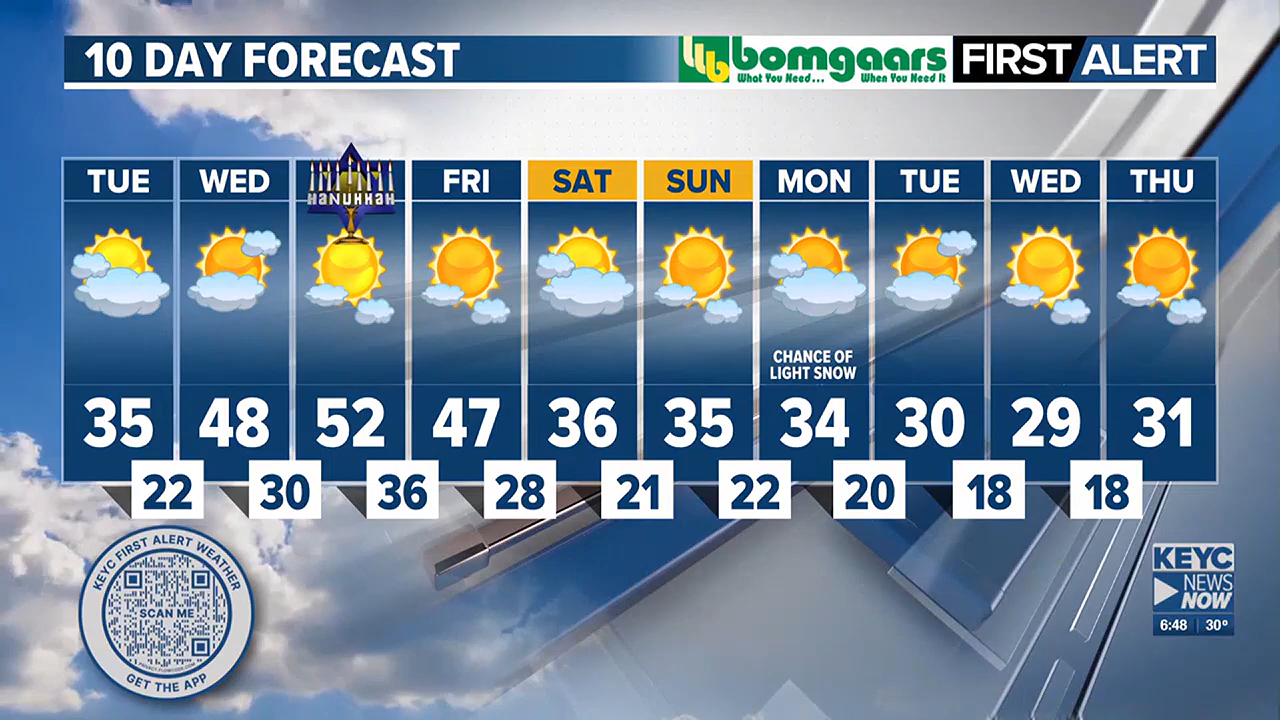 10 DAY FORECAST
bomgaars
What You Need... When You Need It
FIRST ALERT
TUE WED HANUKKAH FRI SAT SUN MON TUE WED THU
CHANCE OF
LIGHT SNOW
35 48 52 47 36 35 34 30 29 31
22 30 36 28 21 22 20 18 18
KEYC FIRST ALERT WEATHER
SCAN ME
PRIVACY.FLOWCODE.COM
GET THE APP
KEYC
NEWS
NOW
6:48 30°